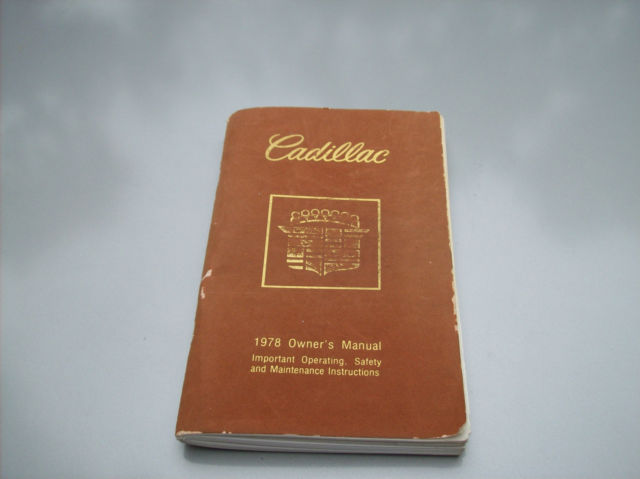 Cadillac
1978 Owner's Manual
Important Operating, Safety
and Maintenance Instructions